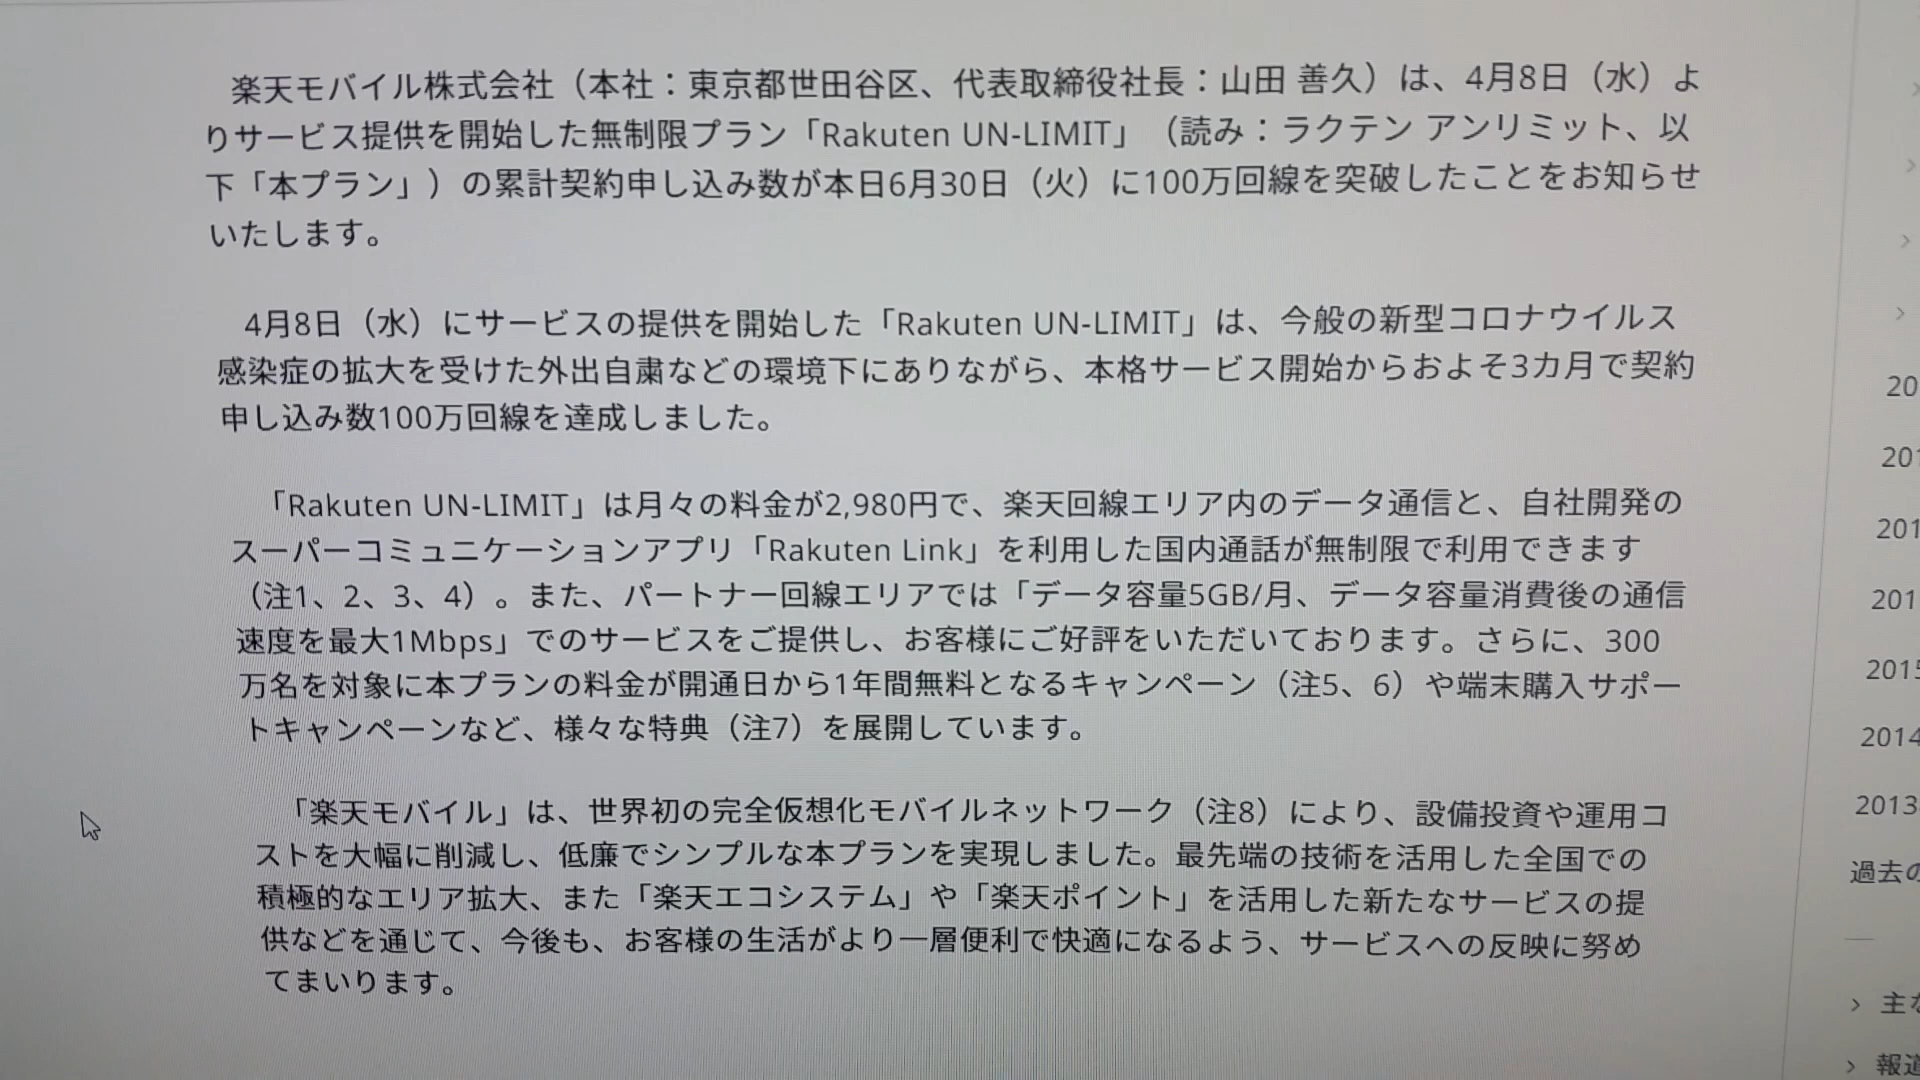 楽天モバイル株式会社（本社：東京都世田谷区、代表取締役社長：山田 善久）は、4月8日（水）よ
りサービス提供を開始した無制限プラン「Rakuten UN-LIMIT」（読み：ラクテン アンリミット、以
下「本プラン」）の累計契約申し込み数が本日6月30日（火）に100万回線を突破したことをお知らせ
いたします。
4月8日（水）にサービスの提供を開始した「Rakuten UN-LIMIT」は、今般の新型コロナウイルス
感染症の拡大を受けた外出自粛などの環境下にありながら、本格サービス開始からおよそ3カ月で契約
申し込み数100万回線を達成しました。
「Rakuten UN-LIMIT」は月々の料金が2,980円で、楽天回線エリア内のデータ通信と、自社開発の
スーパーコミュニケーションアプリ「Rakuten Link」を利用した国内通話が無制限で利用できます
（注1、2、3、4）。また、パートナー回線エリアでは「データ容量5GB/月、データ容量消費後の通信
速度を最大1Mbps」でのサービスをご提供し、お客様にご好評をいただいております。さらに、300
万名を対象に本プランの料金が開通日から1年間無料となるキャンペーン（注5、6）や端末購入サポー
トキャンペーンなど、様々な特典（注7）を展開しています。
「楽天モバイル」は、世界初の完全仮想化モバイルネットワーク（注8）により、設備投資や運用コ
ストを大幅に削減し、低廉でシンプルな本プランを実現しました。最先端の技術を活用した全国での
積極的なエリア拡大、また「楽天エコシステム」や「楽天ポイント」を活用した新たなサービスの提
供などを通じて、今後も、お客様の生活がより一層便利で快適になるよう、サービスへの反映に努め
てまいります。
20
201
201
201
2015
2014
2013
過去の
> 主な
> 報道